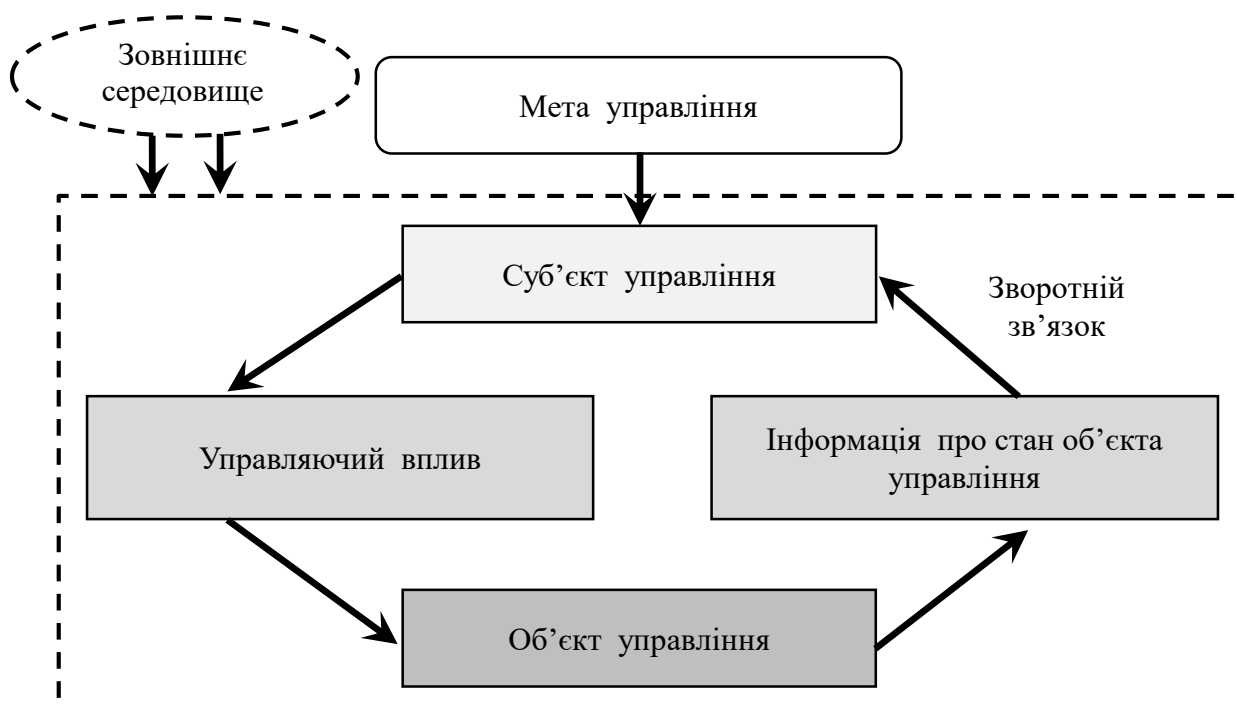 Зовнішнє
середовище
Мета управління
Суб’єкт управління
Зворотній
зв’язок
Управляючий вплив
Інформація про стан об’єкта
управління
Об’єкт управління